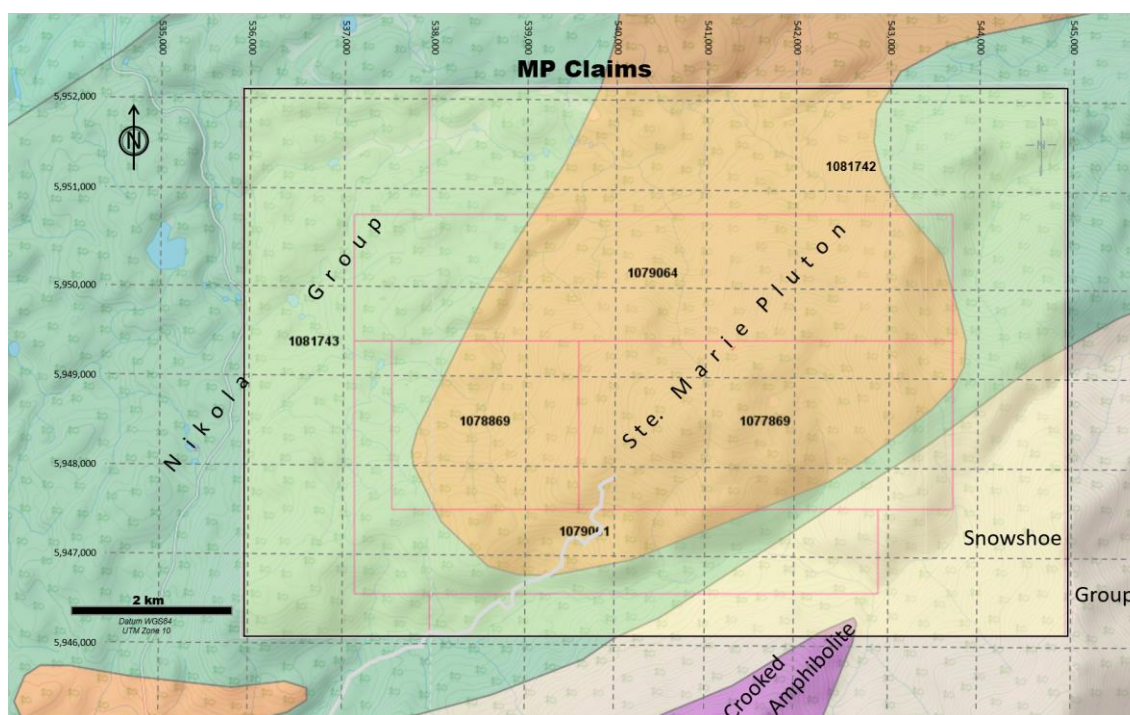 535,000
536,000
537,000
538,000
539,000
540,000
541,000
542,000
543,000
544,000
545,000
MP Claims
5,952,000
N
N
1081742
5,951,000
1079064
5,950,000
Nikola Group
1081743
Ste. Marie Pluton
5,949,000
1078869
1077869
5,948,000
1079061
Snowshoe
5,947,000
Group
2 km
Datum WGS84
UTM Zone 10
5,946,000
Crooked
Amphibolite